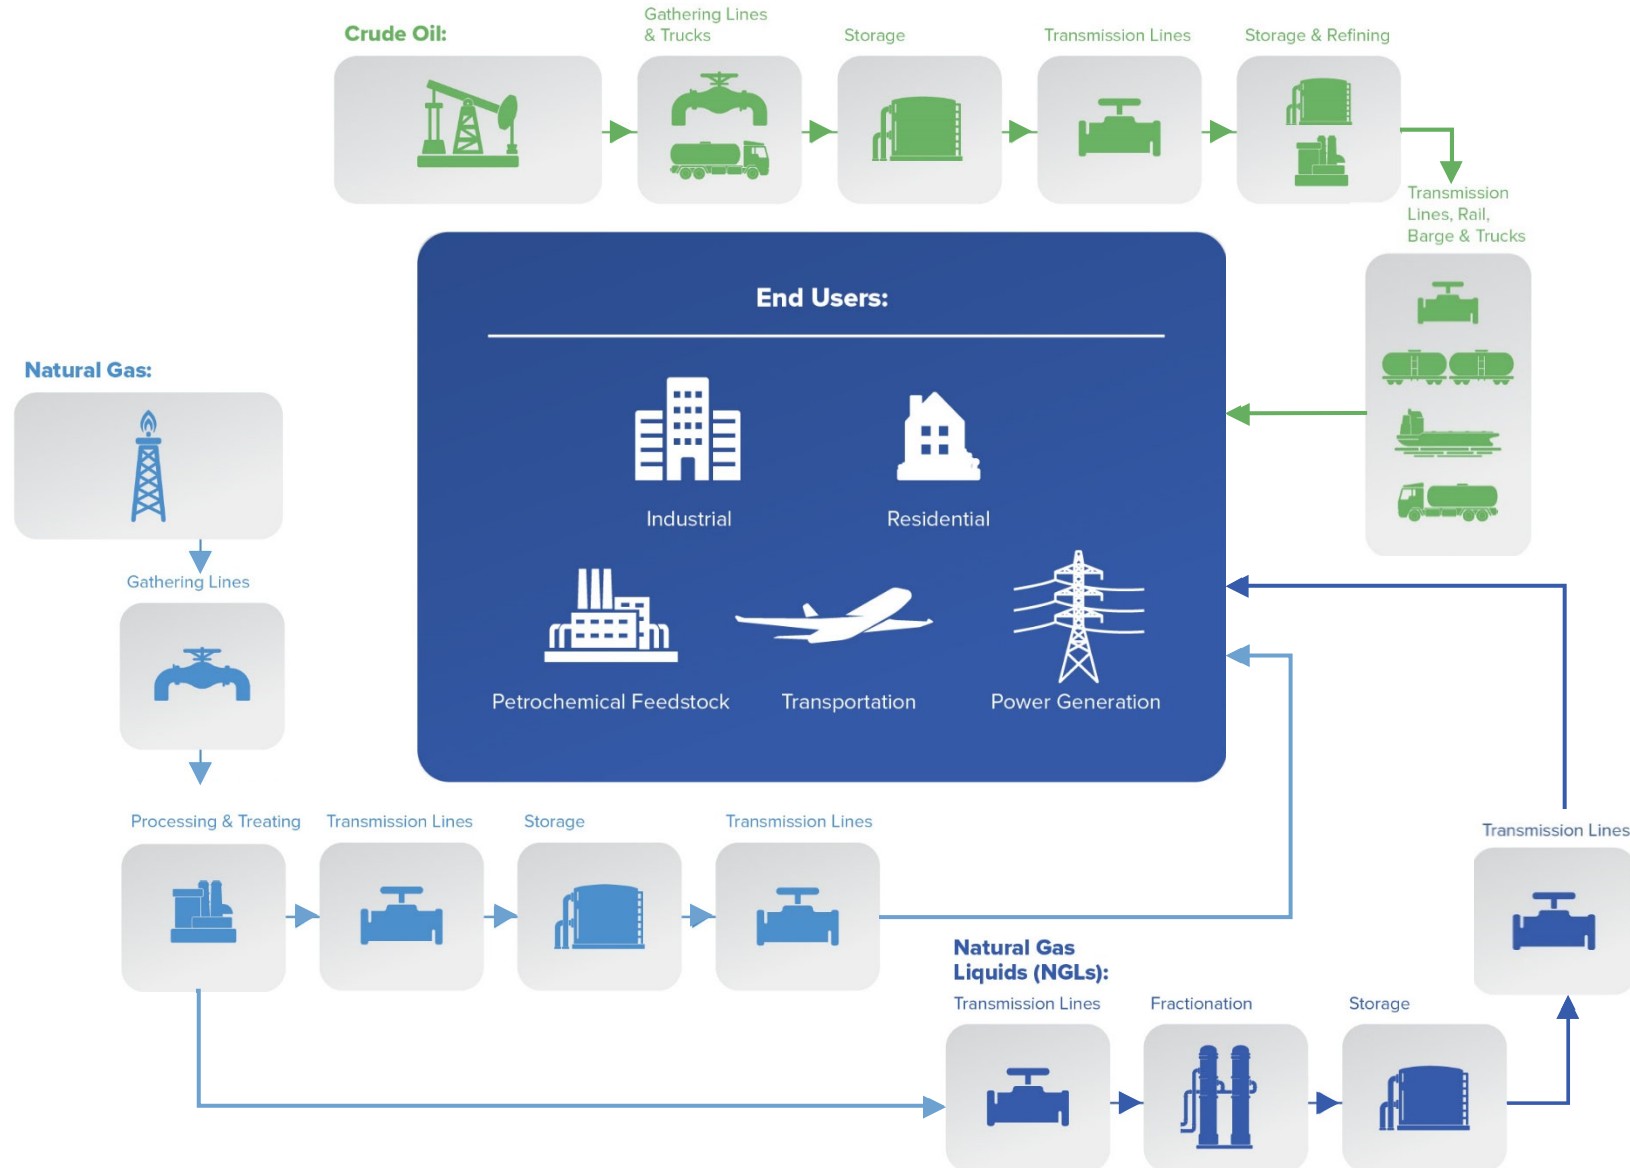 Crude Oil:
Gathering Lines
& Trucks
Storage
Transmission Lines
Storage & Refining
Transmission
Lines, Rail,
Barge & Trucks
End Users:
Industrial
Residential
Petrochemical Feedstock
Transportation
Power Generation
Natural Gas:
Gathering Lines
Processing & Treating
Transmission Lines
Storage
Transmission Lines
Natural Gas
Liquids (NGLs):
Transmission Lines
Fractionation
Storage
Transmission Lines